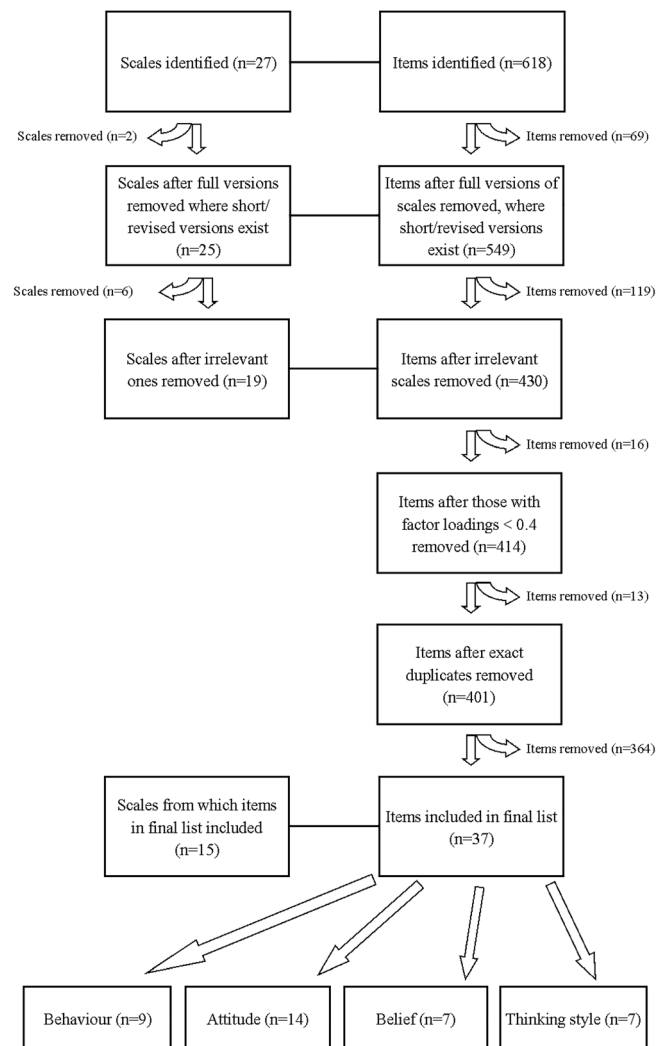 Scales identified (n=27)
Items identified (n=618)
Scales removed (n=2)
Items removed (n=69)
Scales after full versions
removed where short/
revised versions exist
(n=25)
Items after full versions of
scales removed, where
short/revised versions
exist (n=549)
Scales removed (n=6)
Items removed (n=119)
Scales after irrelevant
ones removed (n=19)
Items after irrelevant
scales removed (n=430)
Items removed (n=16)
Items after those with
factor loadings < 0.4
removed (n=414)
Items removed (n=13)
Items after exact
duplicates removed
(n=401)
Items removed (n=364)
Scales from which items
in final list included
(n=15)
Items included in final list
(n=37)
Behaviour (n=9)
Attitude (n=14)
Belief (n=7)
Thinking style (n=7)